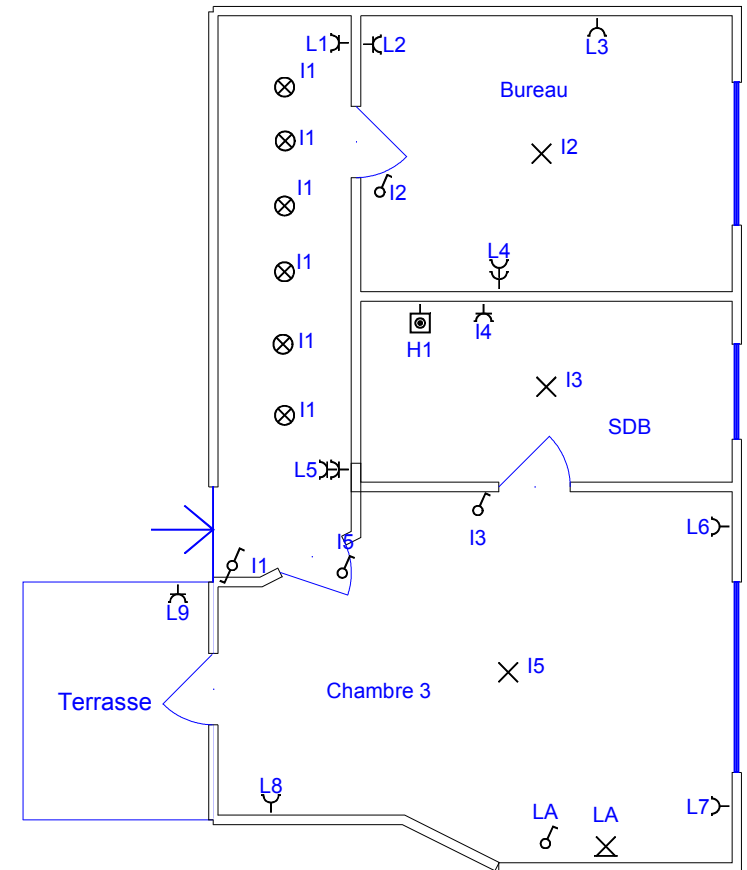 L1
L2
L3
I1
Bureau
I1
I2
I1
I2
L4
I1
I1
H1
I4
I3
I1
SDB
L5
L6
I3
I5
I1
L9
I5
Chambre 3
Terrasse
L8
LA
LA
L7